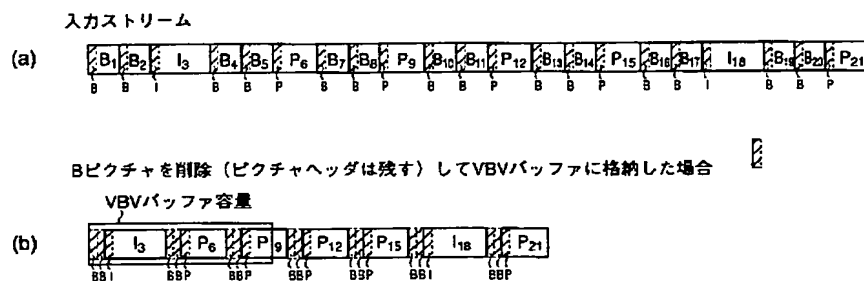 入力ストリーム
(a) B1 B2 I3 B4 B5 P6 B7 B8 P9 B10 B11 P12 B13 B14 P15 B16 B17 I18 B19 B20 P21
B B I B B P B B P B B P B B P B B I B B P
Bピクチャを削除（ピクチャヘッダは残す）してVBVバッファに格納した場合
VBVバッファ容量
(b) I3 P6 P9 P12 P15 I18 P21
BBI BBP BBP BBP BBP BBI BBP